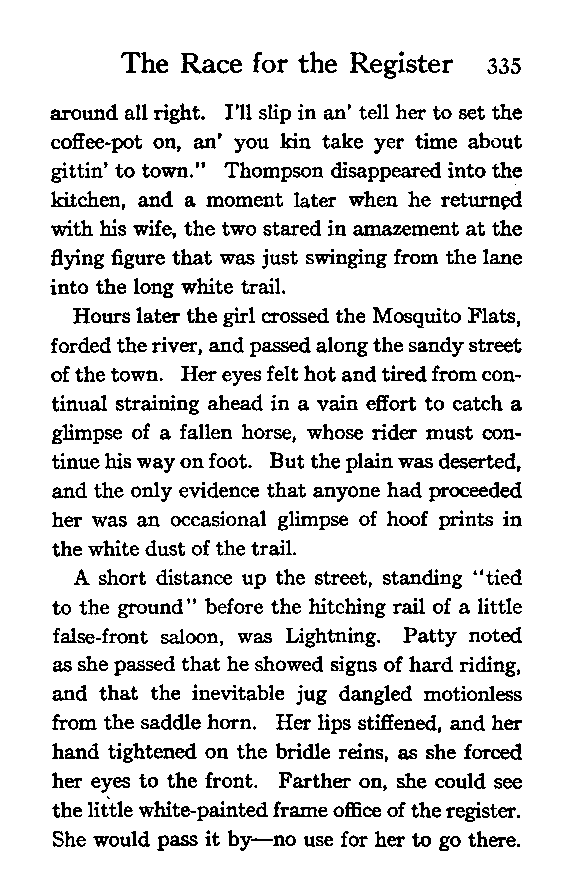 The Race for the Register 335
around all right. I'll slip in an' tell her to set the
coffee-pot on, an' you kin take yer time about
gittin' to town." Thompson disappeared into the
kitchen, and a moment later when he returned
with his wife, the two stared in amazement at the
flying figure that was just swinging from the lane
into the long white trail.
Hours later the girl crossed the Mosquito Flats,
forded the river, and passed along the sandy street
of the town. Her eyes felt hot and tired from con-
tinual straining ahead in a vain effort to catch a
glimpse of a fallen horse, whose rider must con-
tinue his way on foot. But the plain was deserted,
and the only evidence that anyone had proceeded
her was an occasional glimpse of hoof prints in
the white dust of the trail.
A short distance up the street, standing "tied
to the ground" before the hitching rail of a little
false-front saloon, was Lightning. Patty noted
as she passed that he showed signs of hard riding,
and that the inevitable jug dangled motionless
from the saddle horn. Her lips stiffened, and her
hand tightened on the bridle reins, as she forced
her eyes to the front. Farther on, she could see
the little white-painted frame office of the register.
She would pass it by—no use for her to go there.